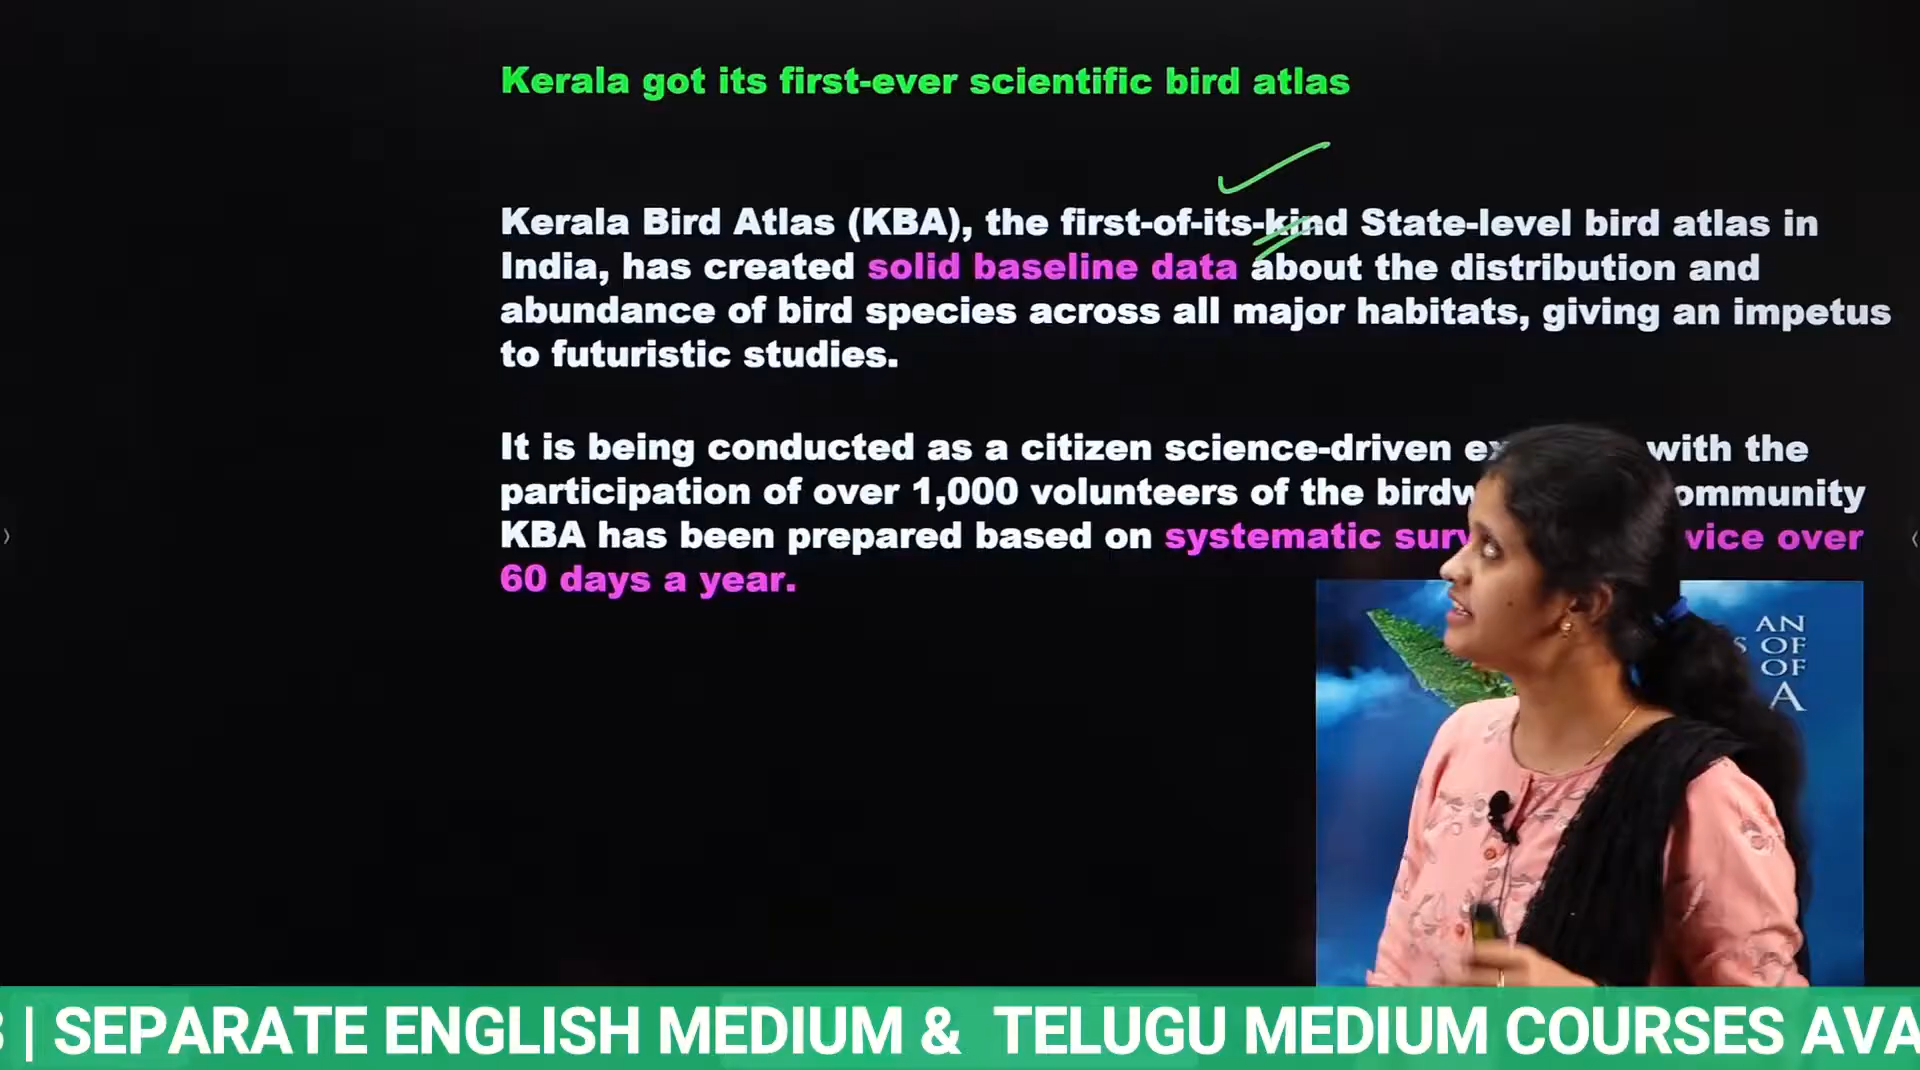 Kerala got its first-ever scientific bird atlas
Kerala Bird Atlas (KBA), the first-of-its-kind State-level bird atlas in
India, has created solid baseline data about the distribution and
abundance of bird species across all major habitats, giving an impetus
to futuristic studies.
It is being conducted as a citizen science-driven with the
participation of over 1,000 volunteers of the
KBA has been prepared based on systematic over
60 days a year.
AN
OF
OF
A
| SEPARATE ENGLISH MEDIUM & TELUGU MEDIUM COURSES